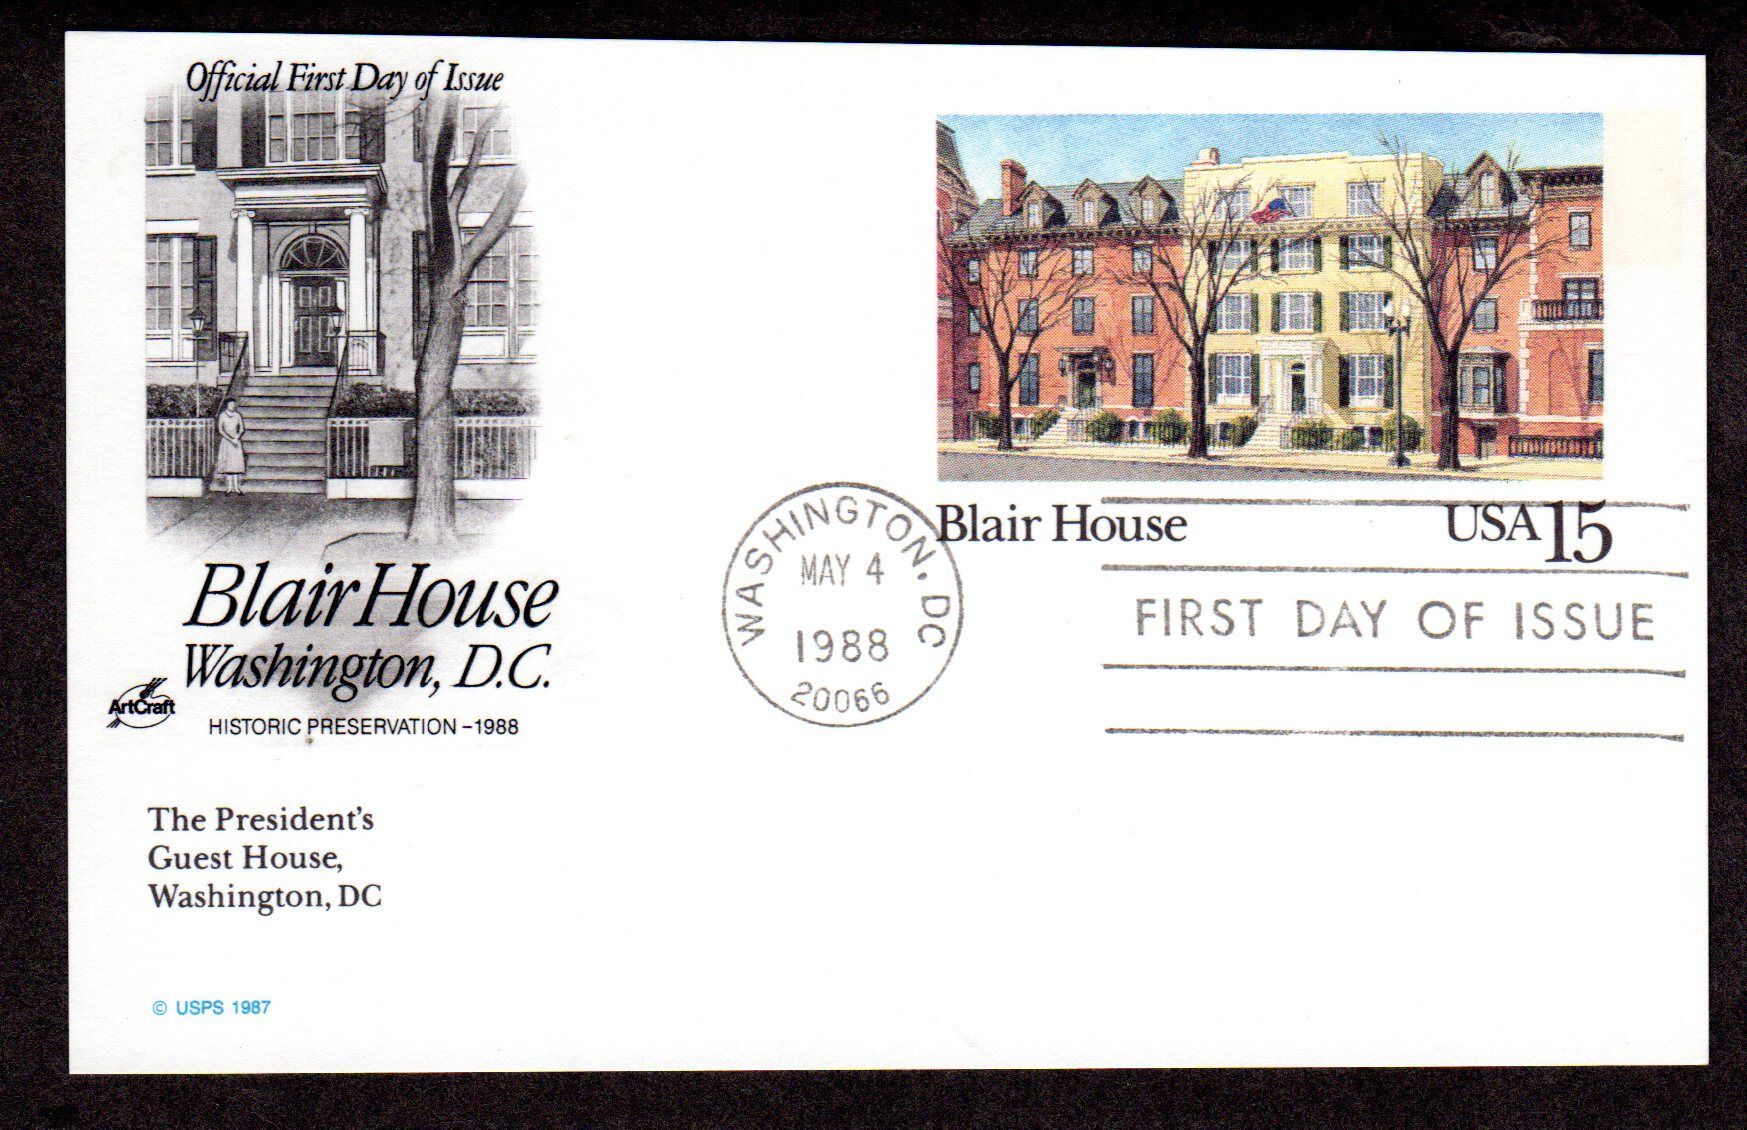 Official First Day of Issue
Blair House
Washington, D.C.
ArtCraft
HISTORIC PRESERVATION -1988
The President's
Guest House,
Washington, DC
© USPS 1987
Blair House
USA 15
WASHINGTON, DC
MAY 4
1988
20066
FIRST DAY OF ISSUE